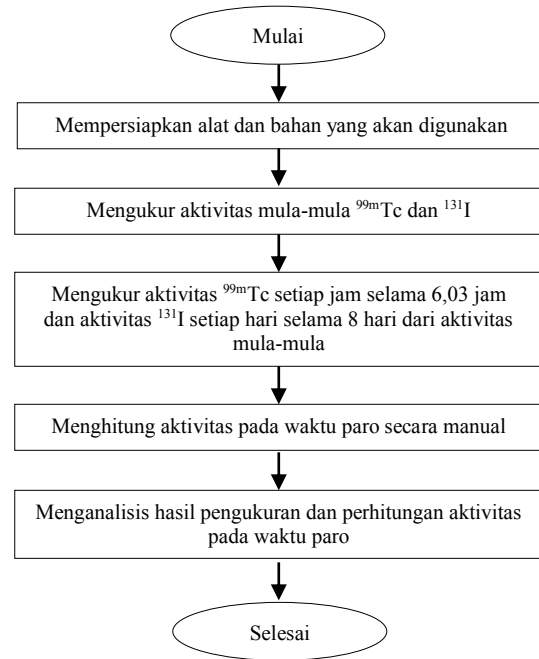 Mulai
Mempersiapkan alat dan bahan yang akan digunakan
Mengukur aktivitas mula-mula ⁹⁹ᵐTc dan ¹³¹I
Mengukur aktivitas ⁹⁹ᵐTc setiap jam selama 6,03 jam
dan aktivitas ¹³¹I setiap hari selama 8 hari dari aktivitas
mula-mula
Menghitung aktivitas pada waktu paro secara manual
Menganalisis hasil pengukuran dan perhitungan aktivitas
pada waktu paro
Selesai